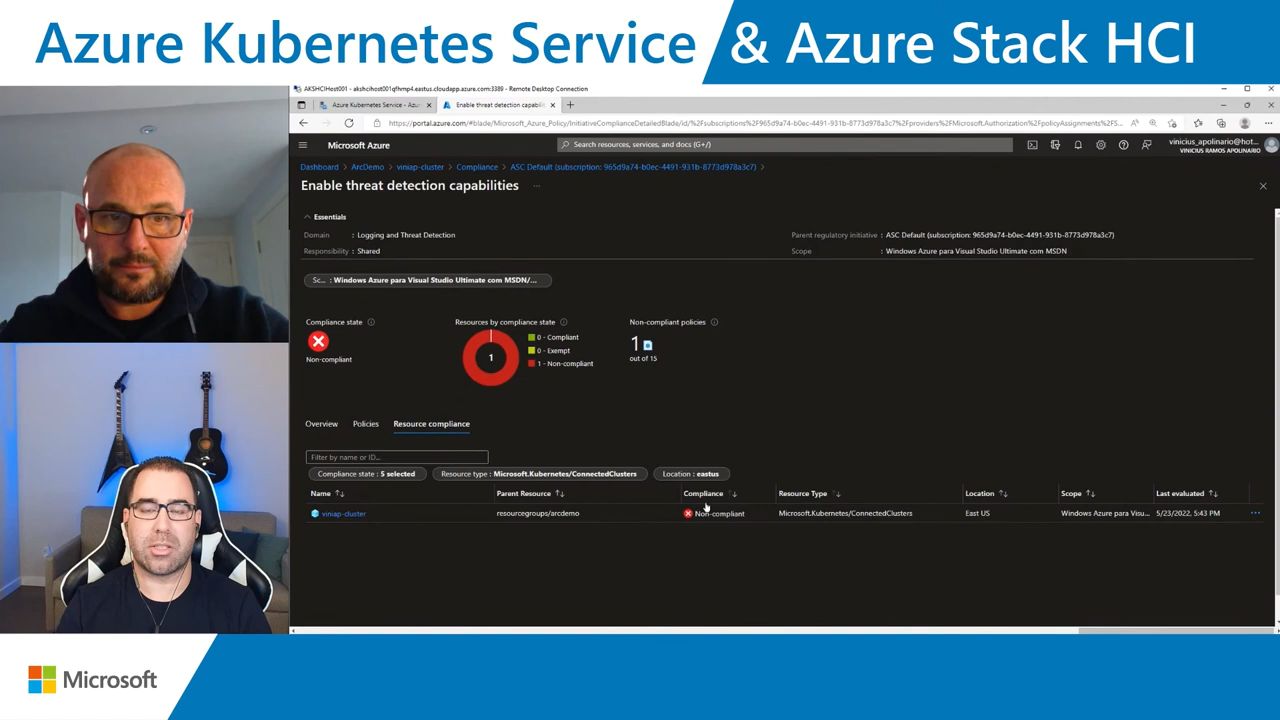 Azure Kubernetes Service & Azure Stack HCI
AKSHCIHost001 - akshcihost001qfhmp4.eastus.cloudapp.azure.com:3389 - Remote Desktop Connection
Azure Kubernetes Service - Azu
Enable threat detection capabiliti
https://portal.azure.com/#blade/Microsoft_Azure_Policy/InitiativeComplianceDetailedBlade/id/%2Fsubscriptions%2F965d9a74-b0ec-4491-931b-8773d978a7c3%2Fproviders%2FMicrosoft.Authorization%2FpolicyAssignments%2FS...
Microsoft Azure
Search resources, services, and docs (G+/)
vinicius_apolinario@hot...
VINICIUS RAMOS APOLINARIO
Dashboard > ArcDemo > viniap-cluster > Compliance > ASC Default (subscription: 965d9a74-b0ec-4491-931b-8773d978a7c3) >
Enable threat detection capabilities ...
Essentials
Domain : Logging and Threat Detection
Parent regulatory initiative : ASC Default (subscription: 965d9a74-b0ec-4491-931b-8773d978a7c3)
Responsibility : Shared
Scope : Windows Azure para Visual Studio Ultimate com MSDN
Sc... : Windows Azure para Visual Studio Ultimate com MSDN/...
Compliance state
Non-compliant
Resources by compliance state
1
0 - Compliant
0 - Exempt
1 - Non-compliant
Non-compliant policies
1
out of 15
Overview Policies Resource compliance
Filter by name or ID...
Compliance state : 5 selected
Resource type : Microsoft.Kubernetes/ConnectedClusters
Location : eastus
Name Parent Resource Compliance Resource Type Location Scope Last evaluated
viniap-cluster resourcegroups/arcdemo Non-compliant Microsoft.Kubernetes/ConnectedClusters East US Windows Azure para Visu... 5/23/2022, 5:43 PM ...
Microsoft